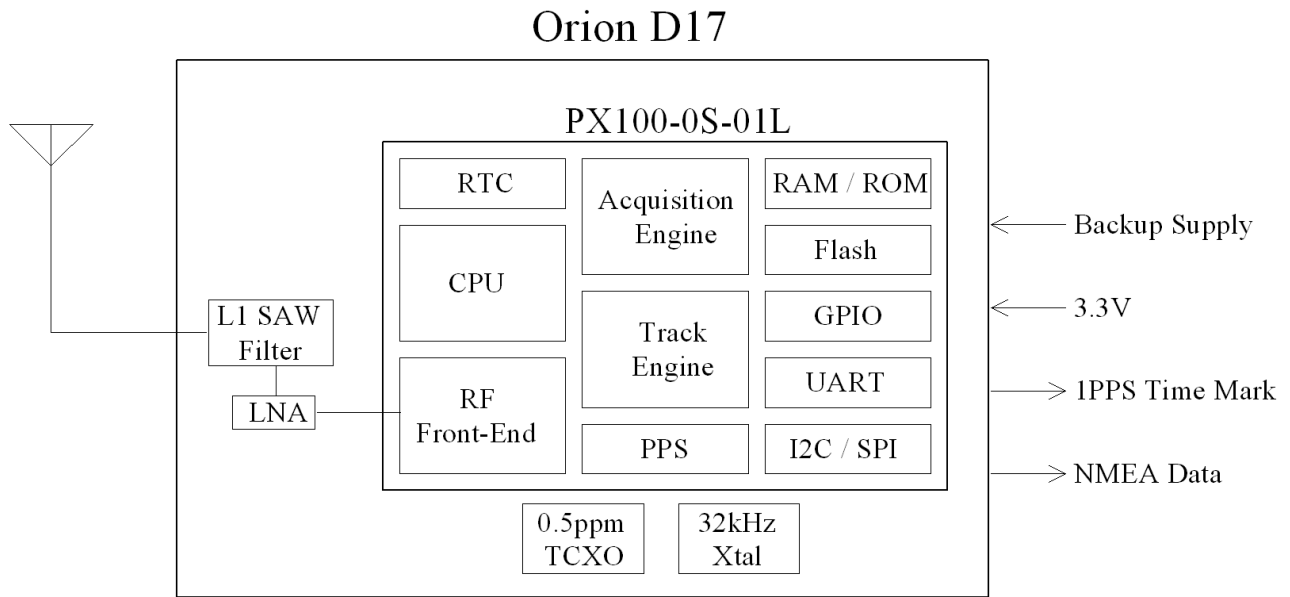 Orion D17
PX100-0S-01L
RTC
Acquisition
Engine
RAM / ROM
CPU
Flash
Backup Supply
L1 SAW
Filter
Track
Engine
GPIO
3.3V
LNA
RF
Front-End
UART
1PPS Time Mark
PPS
I2C / SPI
NMEA Data
0.5ppm
TCXO
32kHz
Xtal